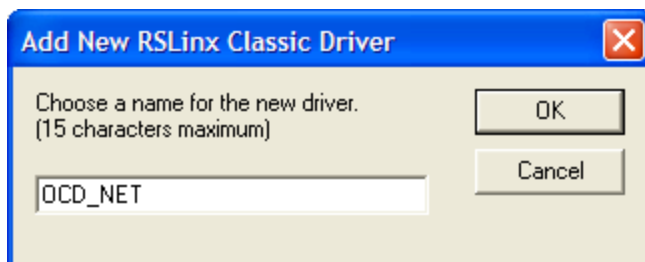 Add New RSLinx Classic Driver
Choose a name for the new driver.
(15 characters maximum)
OK
Cancel
OCD_NET